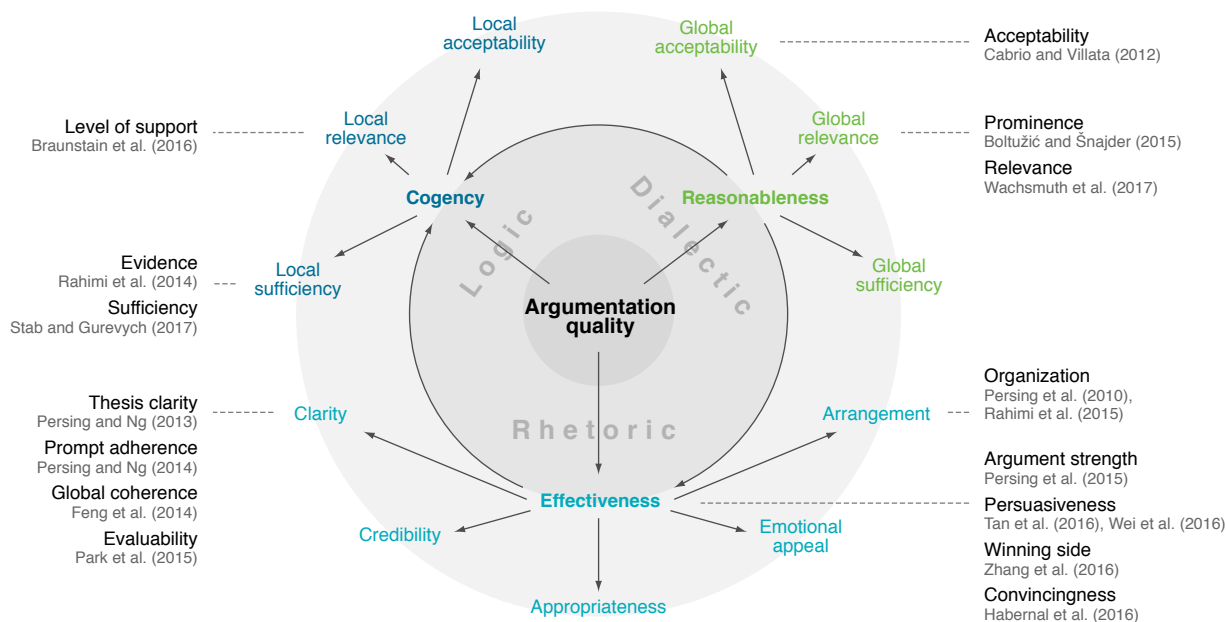 Local
acceptability
Global
acceptability
Acceptability
Cabrio and Villata (2012)
Level of support
Braunstain et al. (2016)
Local
relevance
Global
relevance
Prominence
Boltužić and Šnajder (2015)
Relevance
Wachsmuth et al. (2017)
Cogency
Reasonableness
Logic
Dialectic
Evidence
Rahimi et al. (2014)
Sufficiency
Stab and Gurevych (2017)
Local
sufficiency
Global
sufficiency
Argumentation
quality
Rhetoric
Thesis clarity
Persing and Ng (2013)
Prompt adherence
Persing and Ng (2014)
Global coherence
Feng et al. (2014)
Evaluability
Park et al. (2015)
Clarity
Arrangement
Organization
Persing et al. (2010),
Rahimi et al. (2015)
Effectiveness
Credibility
Emotional
appeal
Appropriateness
Argument strength
Persing et al. (2015)
Persuasiveness
Tan et al. (2016), Wei et al. (2016)
Winning side
Zhang et al. (2016)
Convincingness
Habernal et al. (2016)